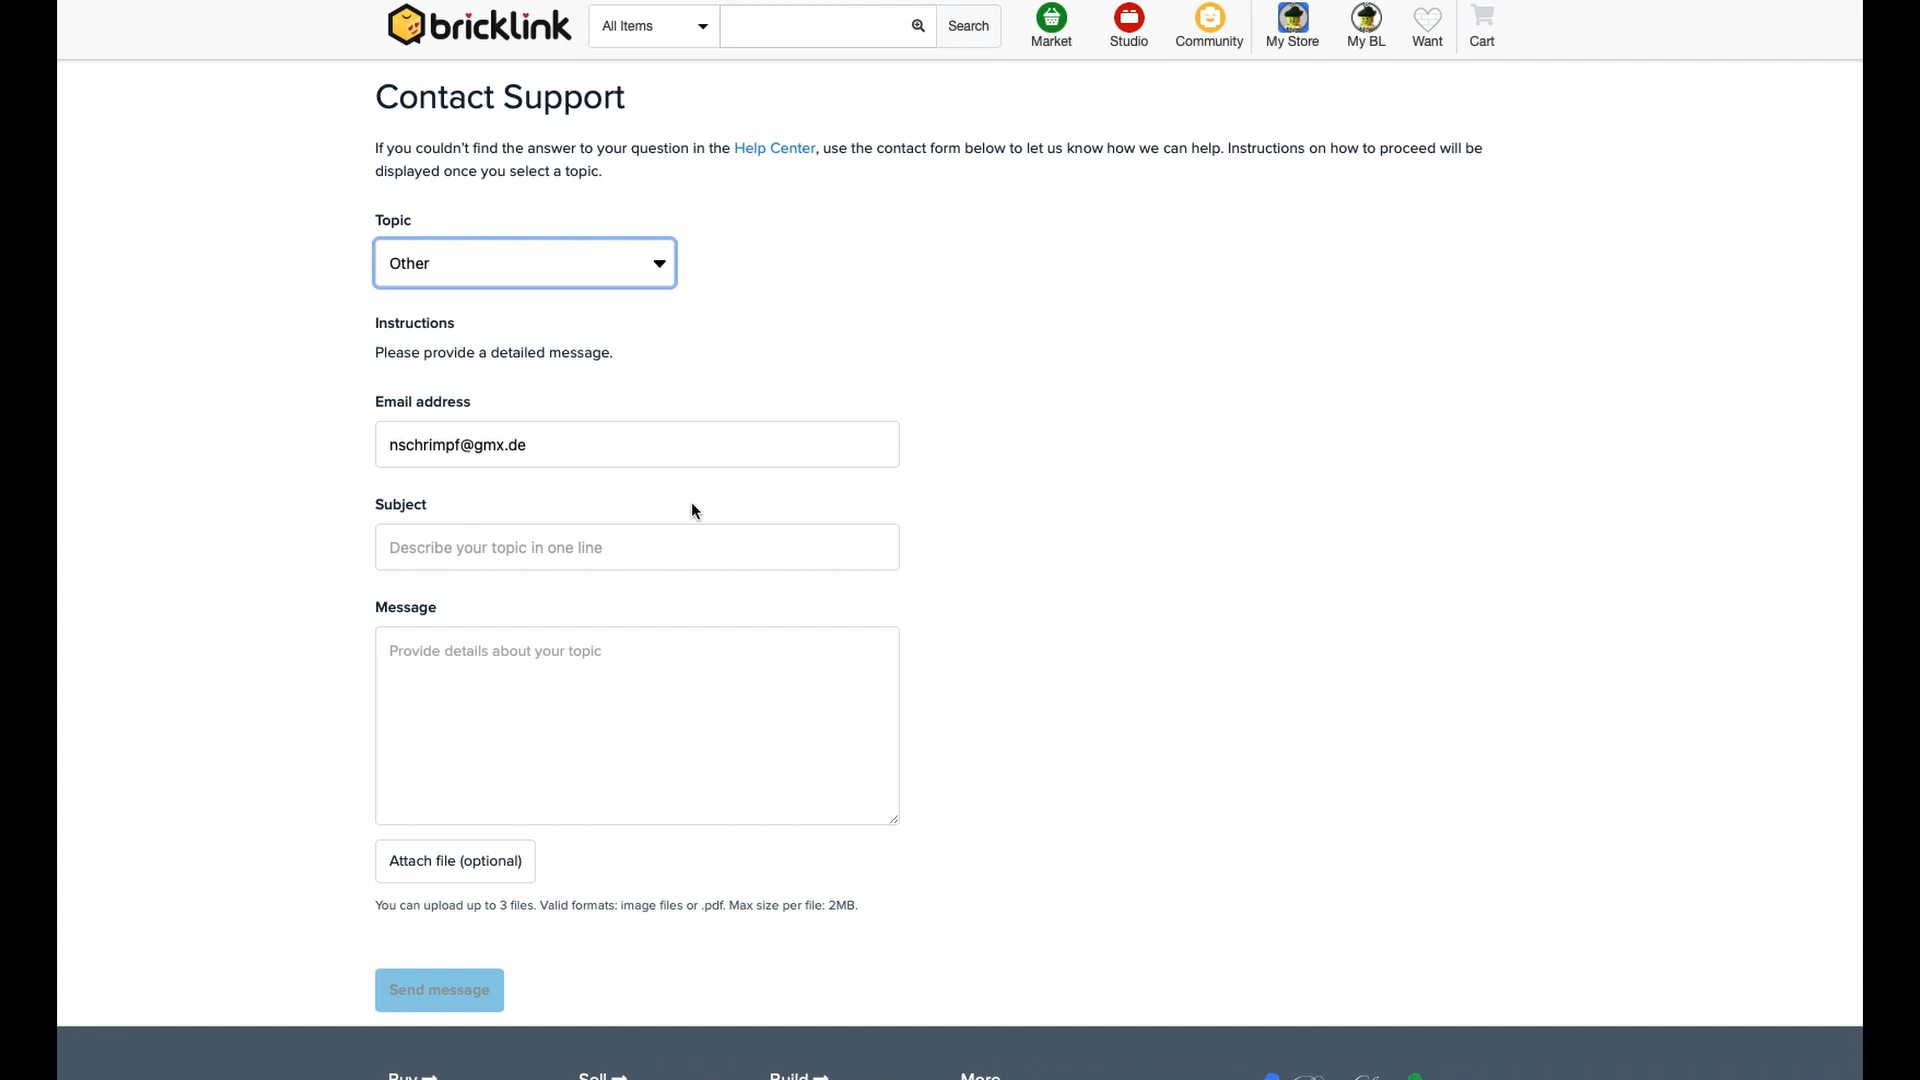 bricklink
All Items
Search
Market
Studio
Community
My Store
My BL
Want
Cart
Contact Support
If you couldn't find the answer to your question in the Help Center, use the contact form below to let us know how we can help. Instructions on how to proceed will be
displayed once you select a topic.
Topic
Other
Instructions
Please provide a detailed message.
Email address
nschrimpf@gmx.de
Subject
Describe your topic in one line
Message
Provide details about your topic
Attach file (optional)
You can upload up to 3 files. Valid formats: image files or .pdf. Max size per file: 2MB.
Send message
Buy
Sell
Build
More